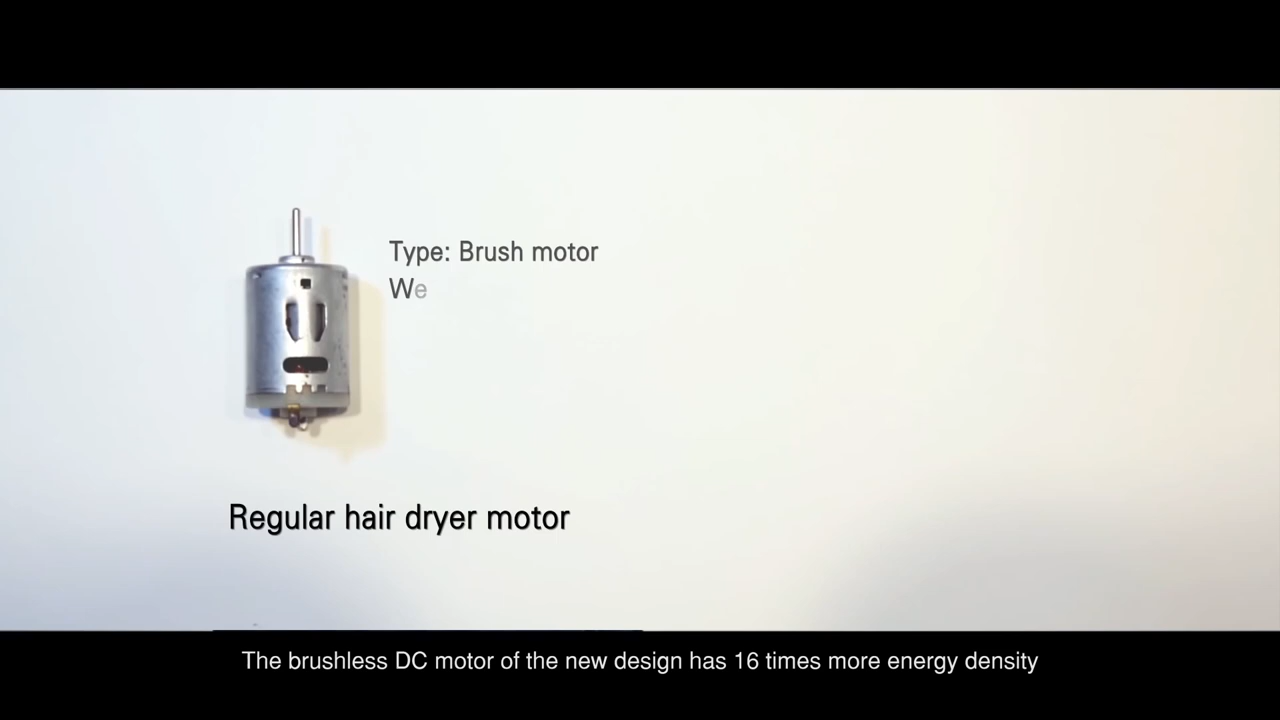 Type: Brush motor
We
Regular hair dryer motor
The brushless DC motor of the new design has 16 times more energy density